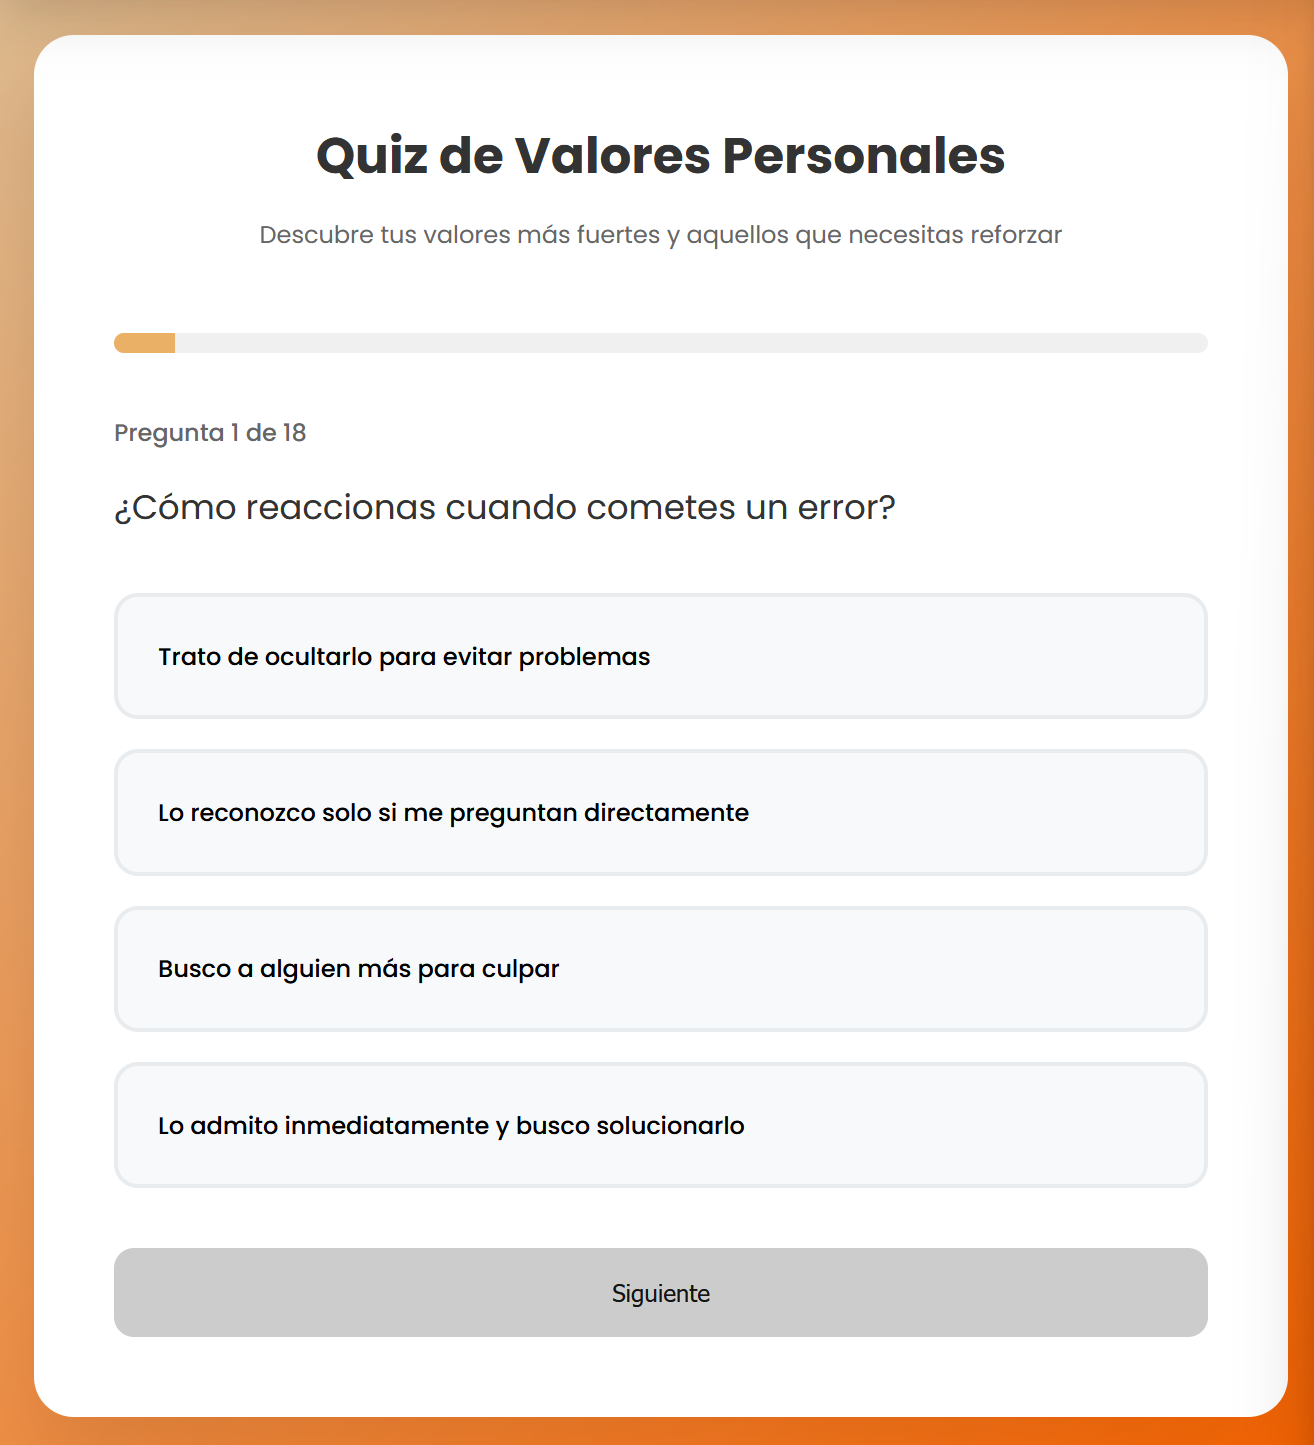 Quiz de Valores Personales
Descubre tus valores más fuertes y aquellos que necesitas reforzar
Pregunta 1 de 18
¿Cómo reaccionas cuando cometes un error?
Trato de ocultarlo para evitar problemas
Lo reconozco solo si me preguntan directamente
Busco a alguien más para culpar
Lo admito inmediatamente y busco solucionarlo
Siguiente